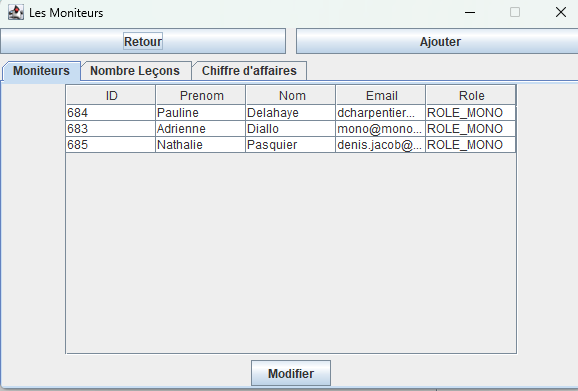 Les Moniteurs
Retour Ajouter
Moniteurs Nombre Leçons Chiffre d'affaires
ID Prenom Nom Email Role
684 Pauline Delahaye dcharpentier... ROLE_MONO
683 Adrienne Diallo mono@mono... ROLE_MONO
685 Nathalie Pasquier denis.jacob@... ROLE_MONO
Modifier